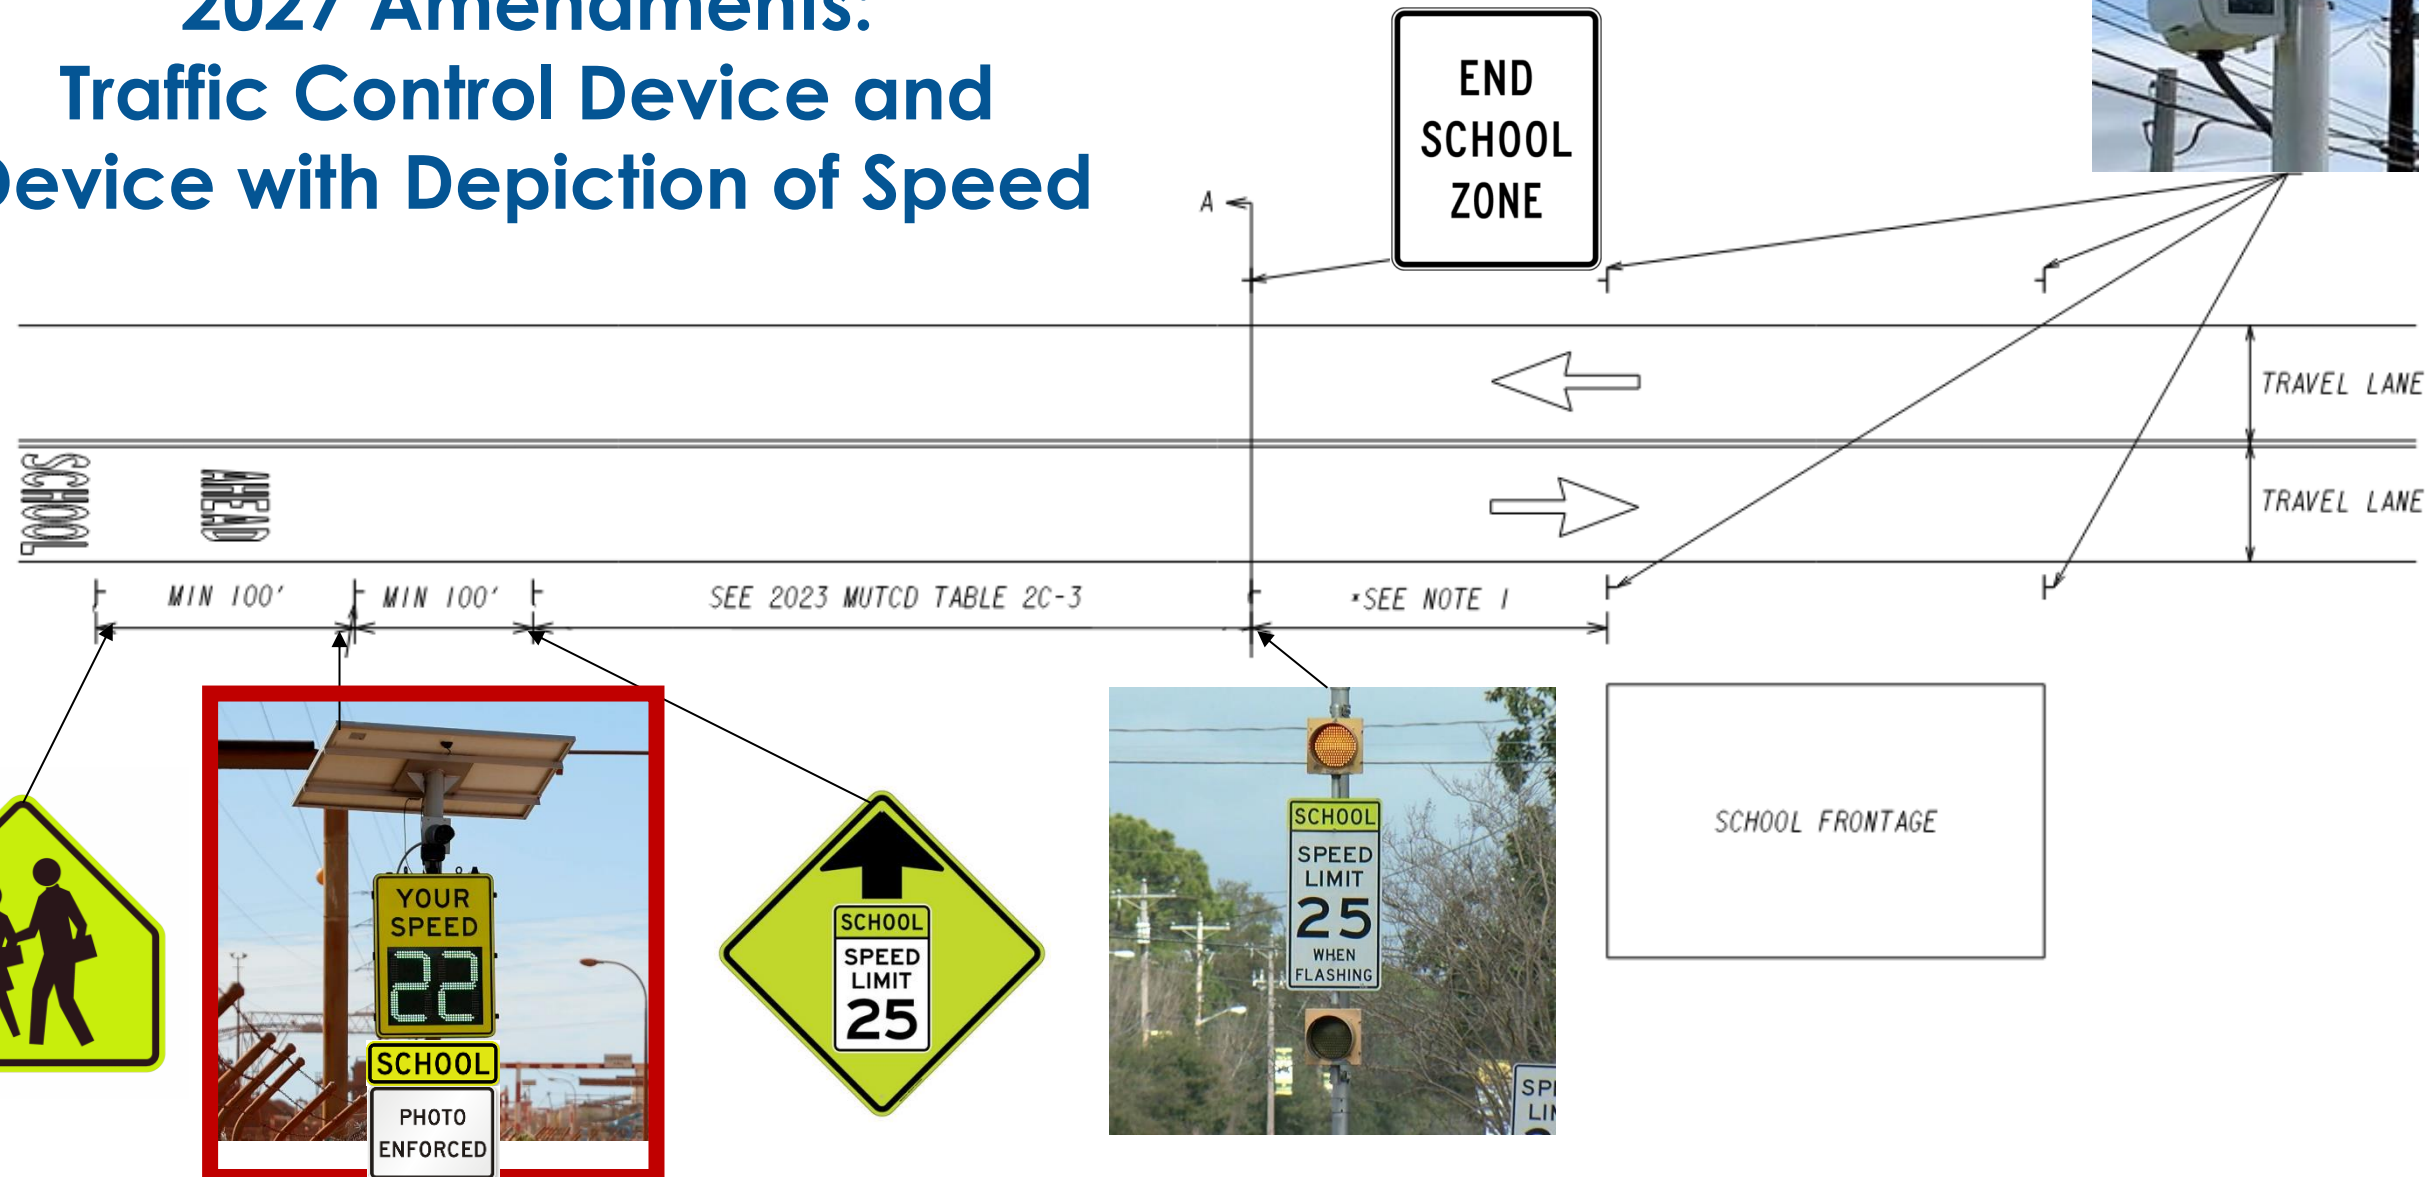 2027 Amendments:
Traffic Control Device and
Device with Depiction of Speed
END
SCHOOL
ZONE
A
TRAVEL LANE
TRAVEL LANE
SCHOOL
AHEAD
MIN 100'
MIN 100'
SEE 2023 MUTCD TABLE 2C-3
*SEE NOTE 1
YOUR
SPEED
22
SCHOOL
PHOTO
ENFORCED
SCHOOL
SPEED
LIMIT
25
SCHOOL
SPEED
LIMIT
25
WHEN
FLASHING
SCHOOL FRONTAGE